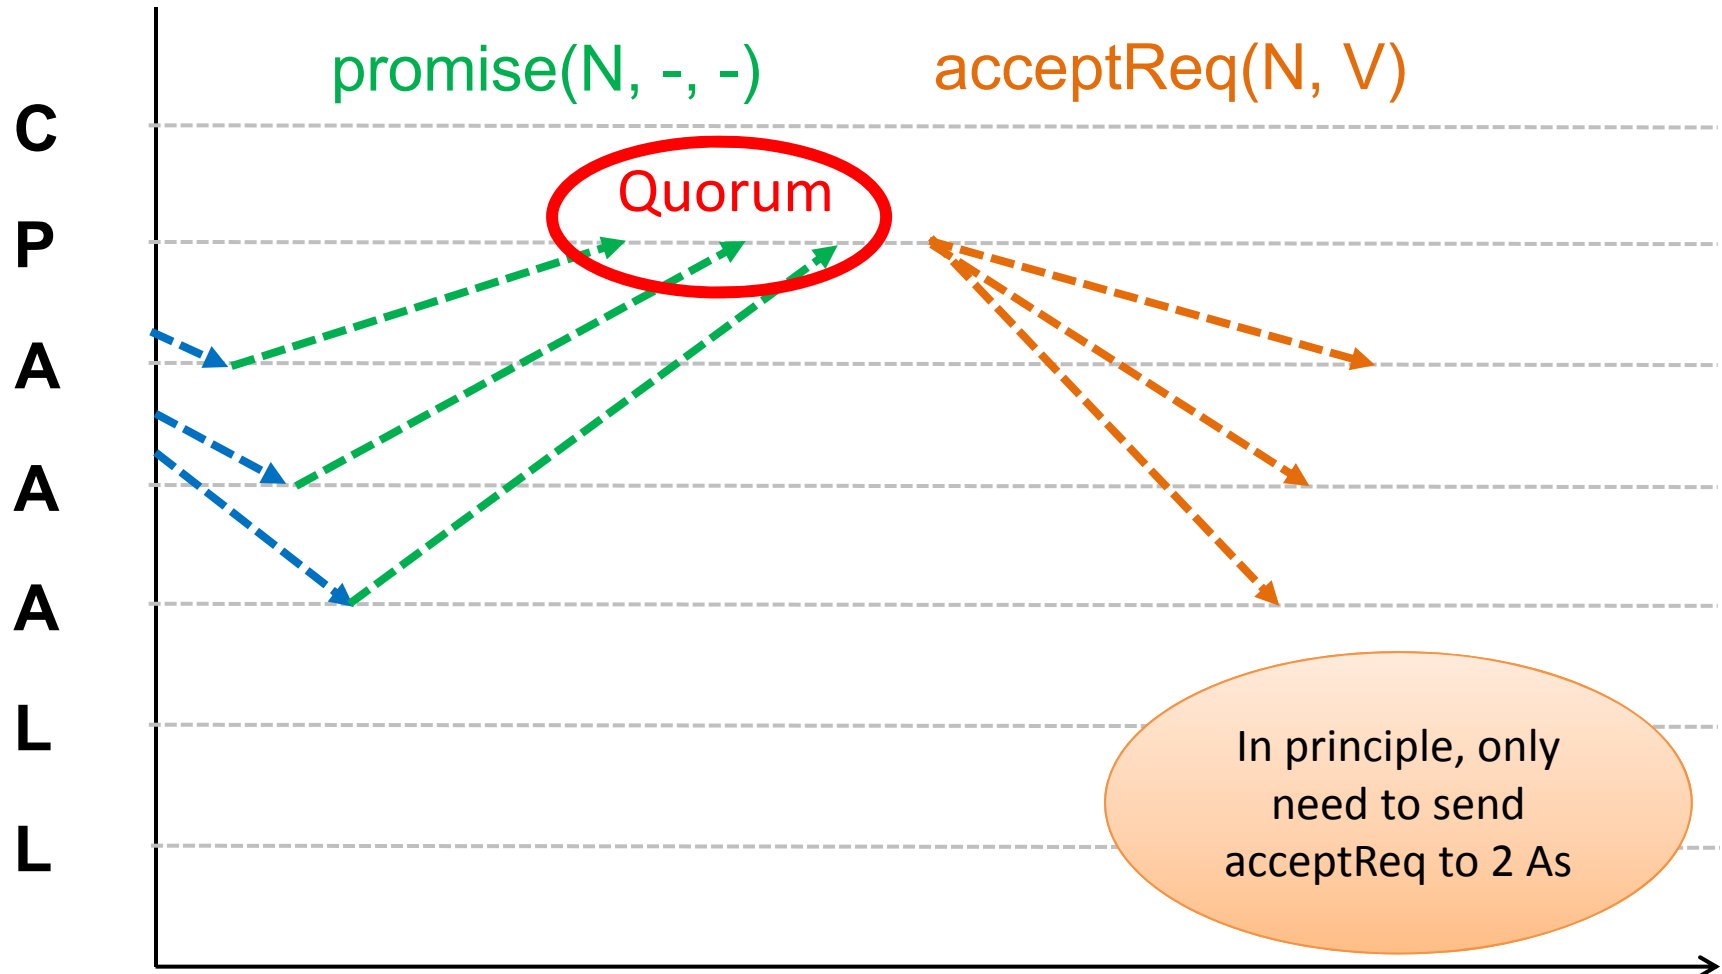 promise(N, -, -)
acceptReq(N, V)
C
Quorum
P
A
A
A
L
In principle, only
need to send
acceptReq to 2 As
L